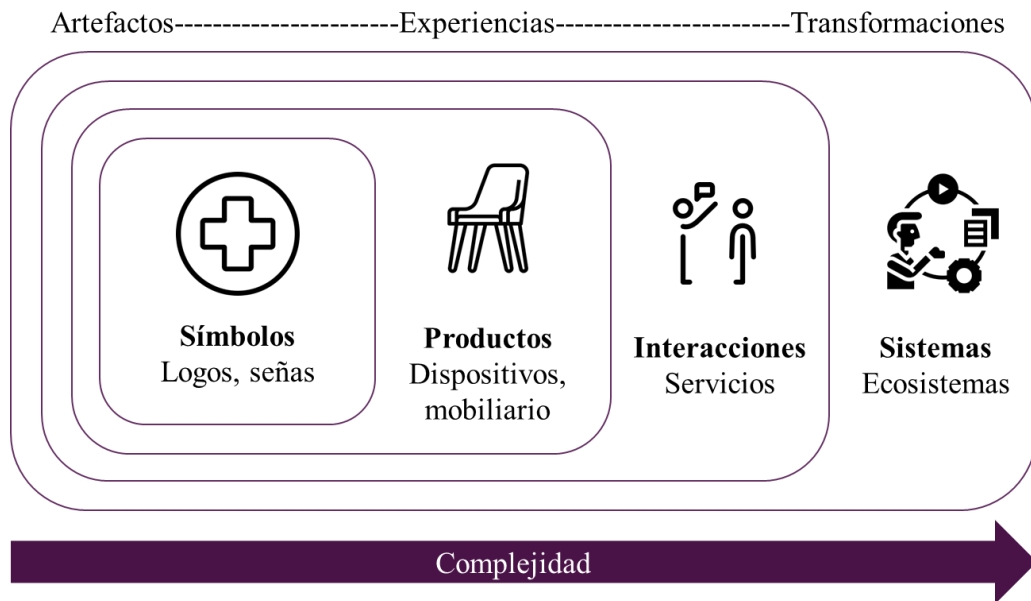 Artefactos-----------------------Experiencias------------------------Transformaciones
Símbolos
Logos, señas
Productos
Dispositivos,
mobiliario
Interacciones
Servicios
Sistemas
Ecosistemas
Complejidad